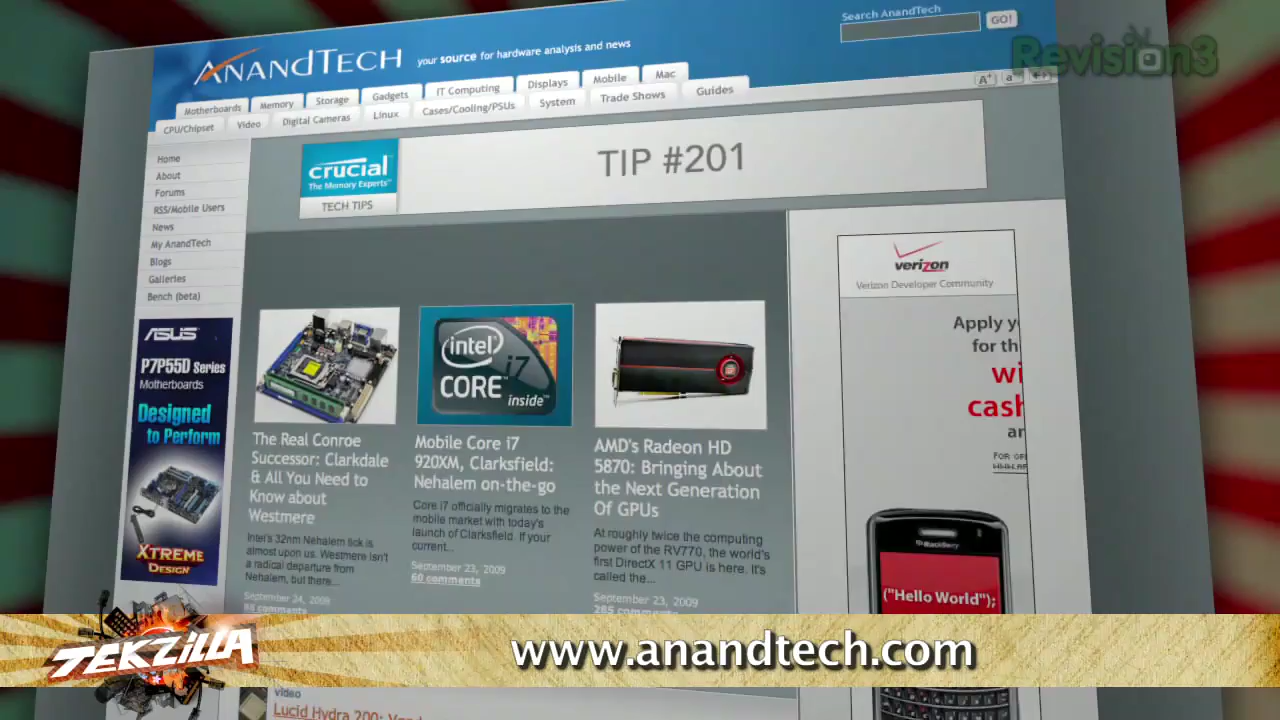 Revision3
ANANDTECH
your source for hardware analysis and news
Search AnandTech
GO!
Motherboards
Memory
Storage
Gadgets
IT Computing
Displays
Mobile
Mac
CPU/Chipset
Video
Digital Cameras
Linux
Cases/Cooling/PSUs
System
Trade Shows
Guides
A+
a-
Home
About
Forums
RSS/Mobile Users
News
My AnandTech
Blogs
Galleries
Bench (beta)
crucial
The Memory Experts™
TECH TIPS
TIP #201
ASUS
P7P55D Series
Motherboards
Designed
to Perform
XTREME
DESIGN
The Real Conroe
Successor: Clarkdale
& All You Need to
Know about
Westmere
Intel's 32nm Nehalem tick is
almost upon us. Westmere isn't
a radical departure from
Nehalem, but there...
September 24, 2009
comments
intel
CORE™ i7
inside™
Mobile Core i7
920XM, Clarksfield:
Nehalem on-the-go
Core i7 officially migrates to the
mobile market with today's
launch of Clarksfield. If your
current...
September 23, 2009
60 comments
AMD's Radeon HD
5870: Bringing About
the Next Generation
Of GPUs
At roughly twice the computing
power of the RV770, the world's
first DirectX 11 GPU is here. It's
called the...
September 23, 2009
verizon
Verizon Developer Community
Apply
for the
wi
cash
an
BlackBerry
("Hello World");
TEKZILLA
www.anandtech.com
video
Lucid Hydra 200: